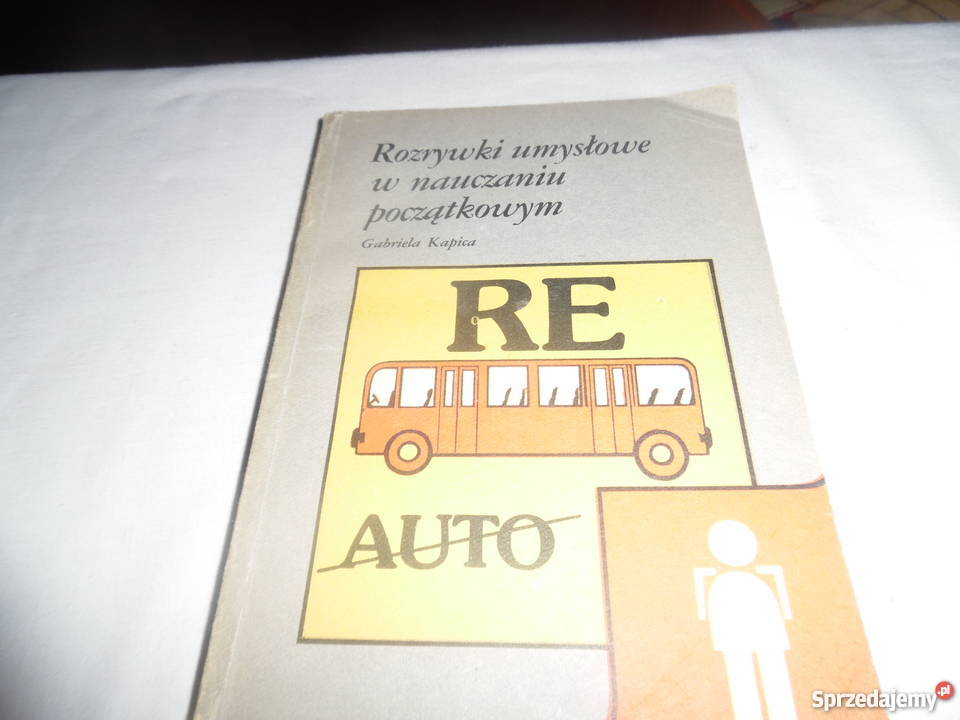 Rozrywki umysłowe
w nauczaniu
początkowym
Gabriela Kapica
RE
AUTO
Sprzedajemy.pl